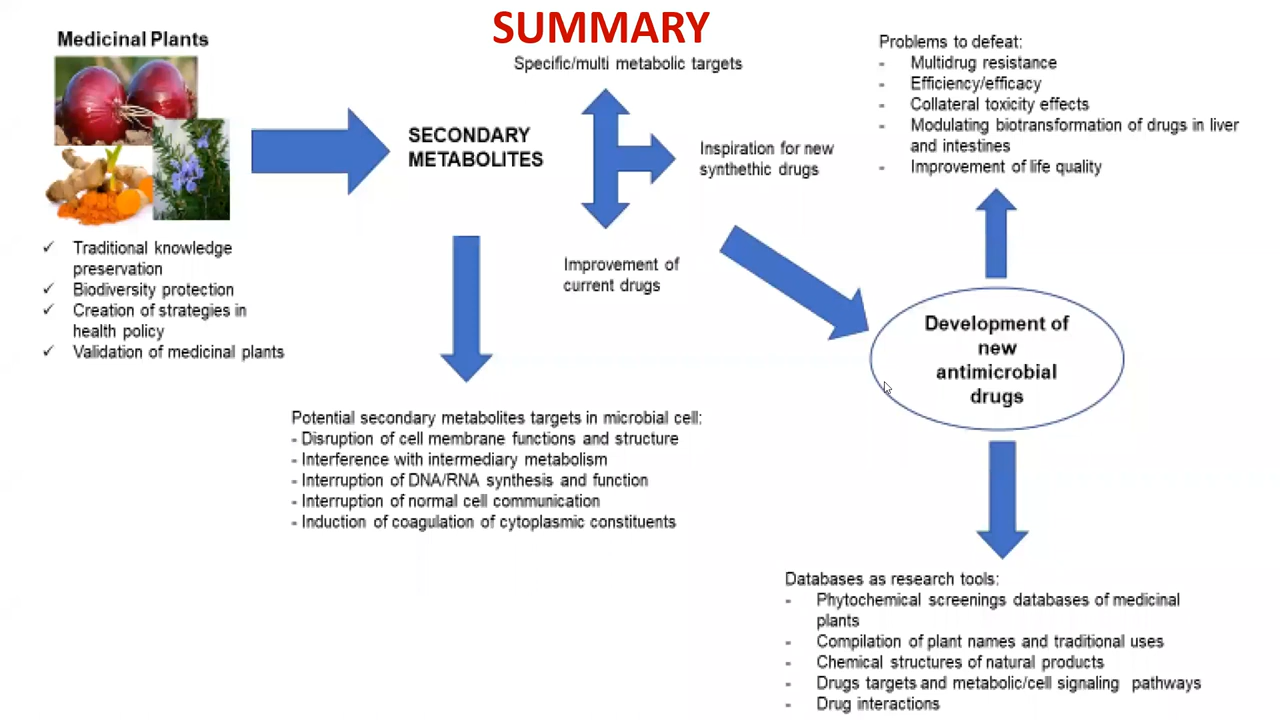 SUMMARY
Medicinal Plants
✓ Traditional knowledge
preservation
✓ Biodiversity protection
✓ Creation of strategies in
health policy
✓ Validation of medicinal plants
SECONDARY
METABOLITES
Specific/multi metabolic targets
Inspiration for new
synthethic drugs
Improvement of
current drugs
Potential secondary metabolites targets in microbial cell:
- Disruption of cell membrane functions and structure
- Interference with intermediary metabolism
- Interruption of DNA/RNA synthesis and function
- Interruption of normal cell communication
- Induction of coagulation of cytoplasmic constituents
Problems to defeat:
- Multidrug resistance
- Efficiency/efficacy
- Collateral toxicity effects
- Modulating biotransformation of drugs in liver
and intestines
- Improvement of life quality
Development of
new
antimicrobial
drugs
Databases as research tools:
- Phytochemical screenings databases of medicinal
plants
- Compilation of plant names and traditional uses
- Chemical structures of natural products
- Drugs targets and metabolic/cell signaling pathways
- Drug interactions